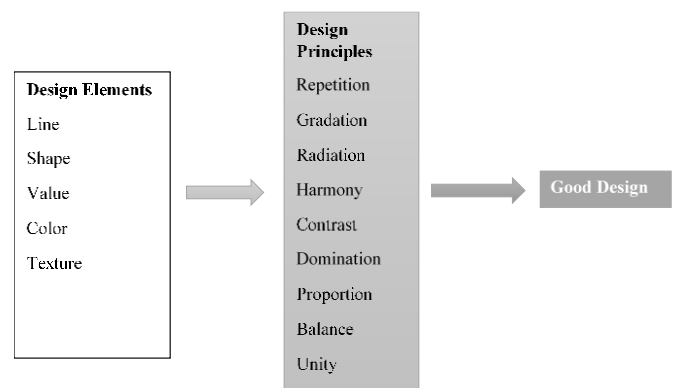 Design Elements
Line
Shape
Value
Color
Texture
Design
Principles
Repetition
Gradation
Radiation
Harmony
Contrast
Domination
Proportion
Balance
Unity
Good Design